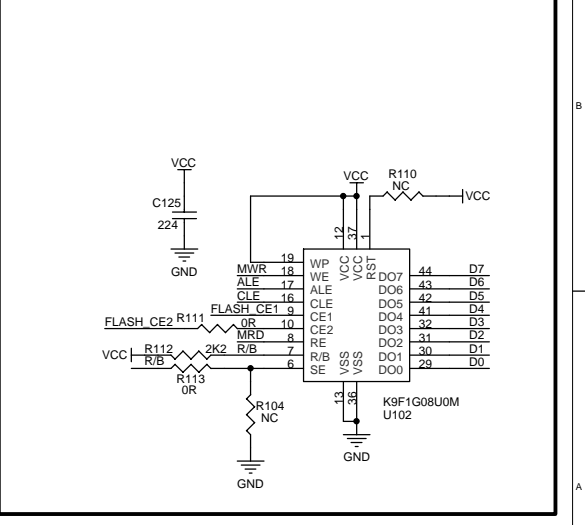 B
VCC
C125
224
GND
VCC
R110
NC
VCC
12
37
1
19 WP VCC VCC RST
MWR 18 WE DO7 44 D7
ALE 17 ALE DO6 43 D6
CLE 16 CLE DO5 42 D5
FLASH_CE1 9 CE1 DO4 41 D4
FLASH_CE2 R111 0R 10 CE2 DO3 32 D3
MRD 8 RE DO2 31 D2
VCC R112 2K2 R/B 7 R/B DO1 30 D1
R/B 6 SE VSS VSS DO0 29 D0
R113
0R
13
36
K9F1G08U0M
U102
R104
NC
GND
GND
A